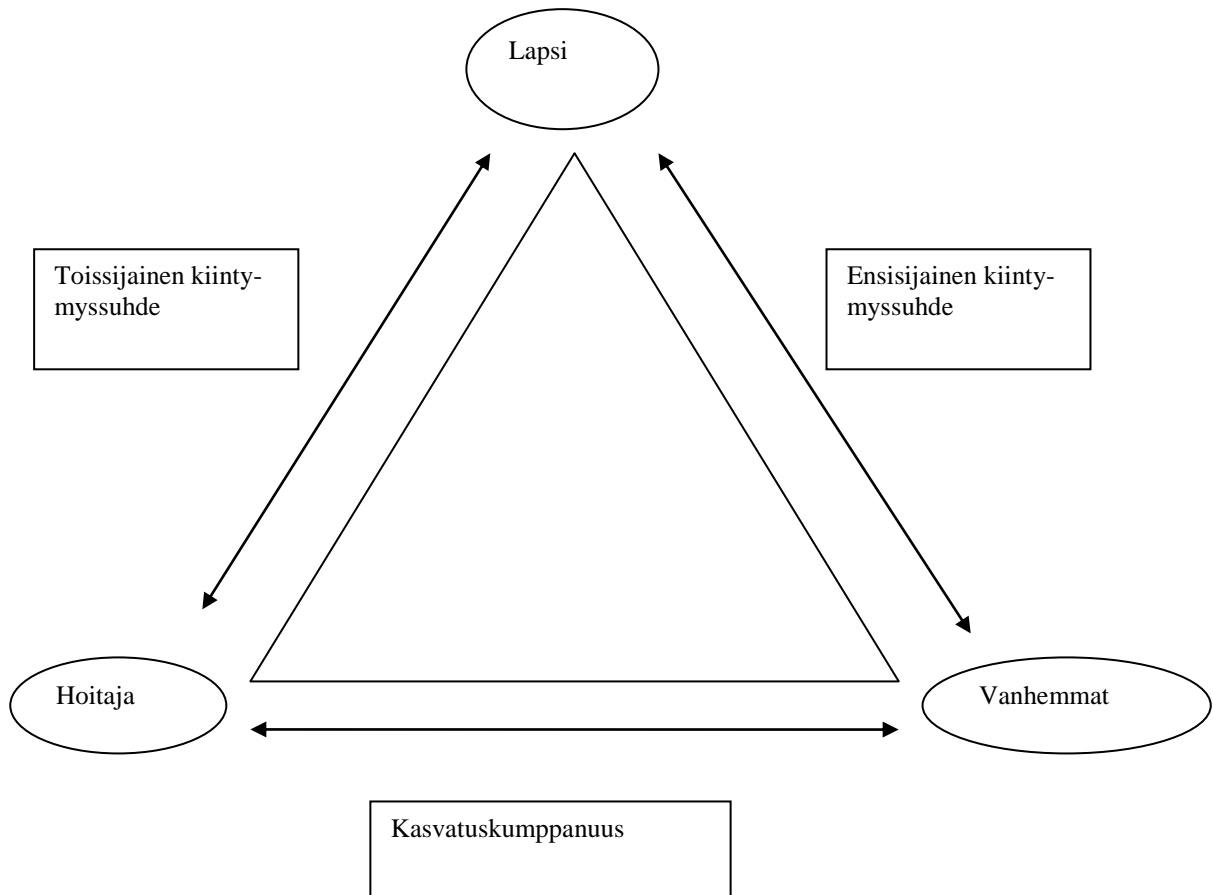 Lapsi
Toissijainen kiinty-
myssuhde
Ensisijainen kiinty-
myssuhde
Hoitaja
Vanhemmat
Kasvatuskumppanuus